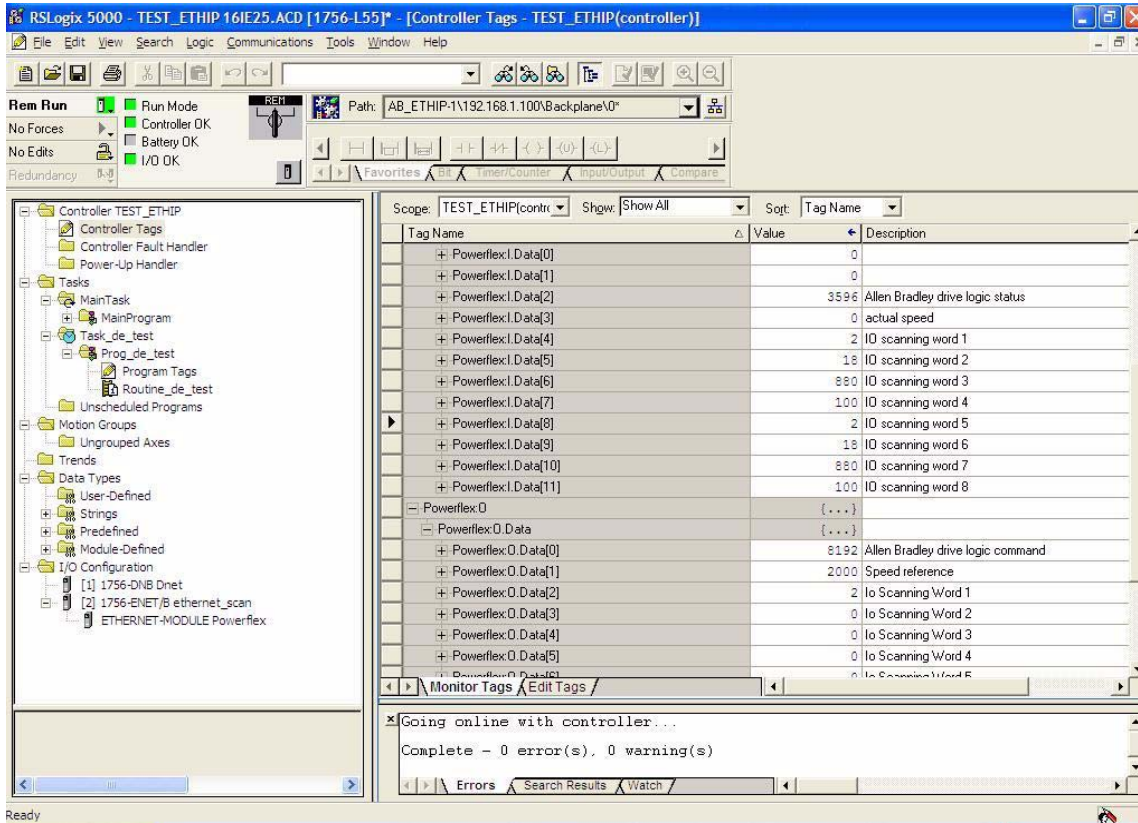 RSLogix 5000 - TEST_ETHIP 16IE25.ACD [1756-L55]* - [Controller Tags - TEST_ETHIP(controller)]
File Edit View Search Logic Communications Tools Window Help
Rem Run
Run Mode
REM
Path: AB_ETHIP-1\192.168.1.100\Backplane\0*
No Forces
Controller OK
No Edits
Battery OK
Redundancy
I/O OK
Favorites Bit Timer/Counter Input/Output Compare
Controller TEST_ETHIP
Controller Tags
Controller Fault Handler
Power-Up Handler
Tasks
MainTask
MainProgram
Task_de_test
Prog_de_test
Program Tags
Routine_de_test
Unscheduled Programs
Motion Groups
Ungrouped Axes
Trends
Data Types
User-Defined
Strings
Predefined
Module-Defined
I/O Configuration
[1] 1756-DNB Dnet
[2] 1756-ENET/B ethernet_scan
ETHERNET-MODULE Powerflex
Scope: TEST_ETHIP(contr Show: Show All Sort: Tag Name
Tag Name Value Description
Powerflex:I.Data[0] 0
Powerflex:I.Data[1] 0
Powerflex:I.Data[2] 3596 Allen Bradley drive logic status
Powerflex:I.Data[3] 0 actual speed
Powerflex:I.Data[4] 2 IO scanning word 1
Powerflex:I.Data[5] 18 IO scanning word 2
Powerflex:I.Data[6] 880 IO scanning word 3
Powerflex:I.Data[7] 100 IO scanning word 4
Powerflex:I.Data[8] 2 IO scanning word 5
Powerflex:I.Data[9] 18 IO scanning word 6
Powerflex:I.Data[10] 880 IO scanning word 7
Powerflex:I.Data[11] 100 IO scanning word 8
Powerflex:O {...}
Powerflex:O.Data {...}
Powerflex:O.Data[0] 8192 Allen Bradley drive logic command
Powerflex:O.Data[1] 2000 Speed reference
Powerflex:O.Data[2] 2 Io Scanning Word 1
Powerflex:O.Data[3] 0 Io Scanning Word 2
Powerflex:O.Data[4] 0 Io Scanning Word 3
Powerflex:O.Data[5] 0 Io Scanning Word 4
Monitor Tags Edit Tags
Going online with controller...
Complete - 0 error(s), 0 warning(s)
Errors Search Results Watch
Ready